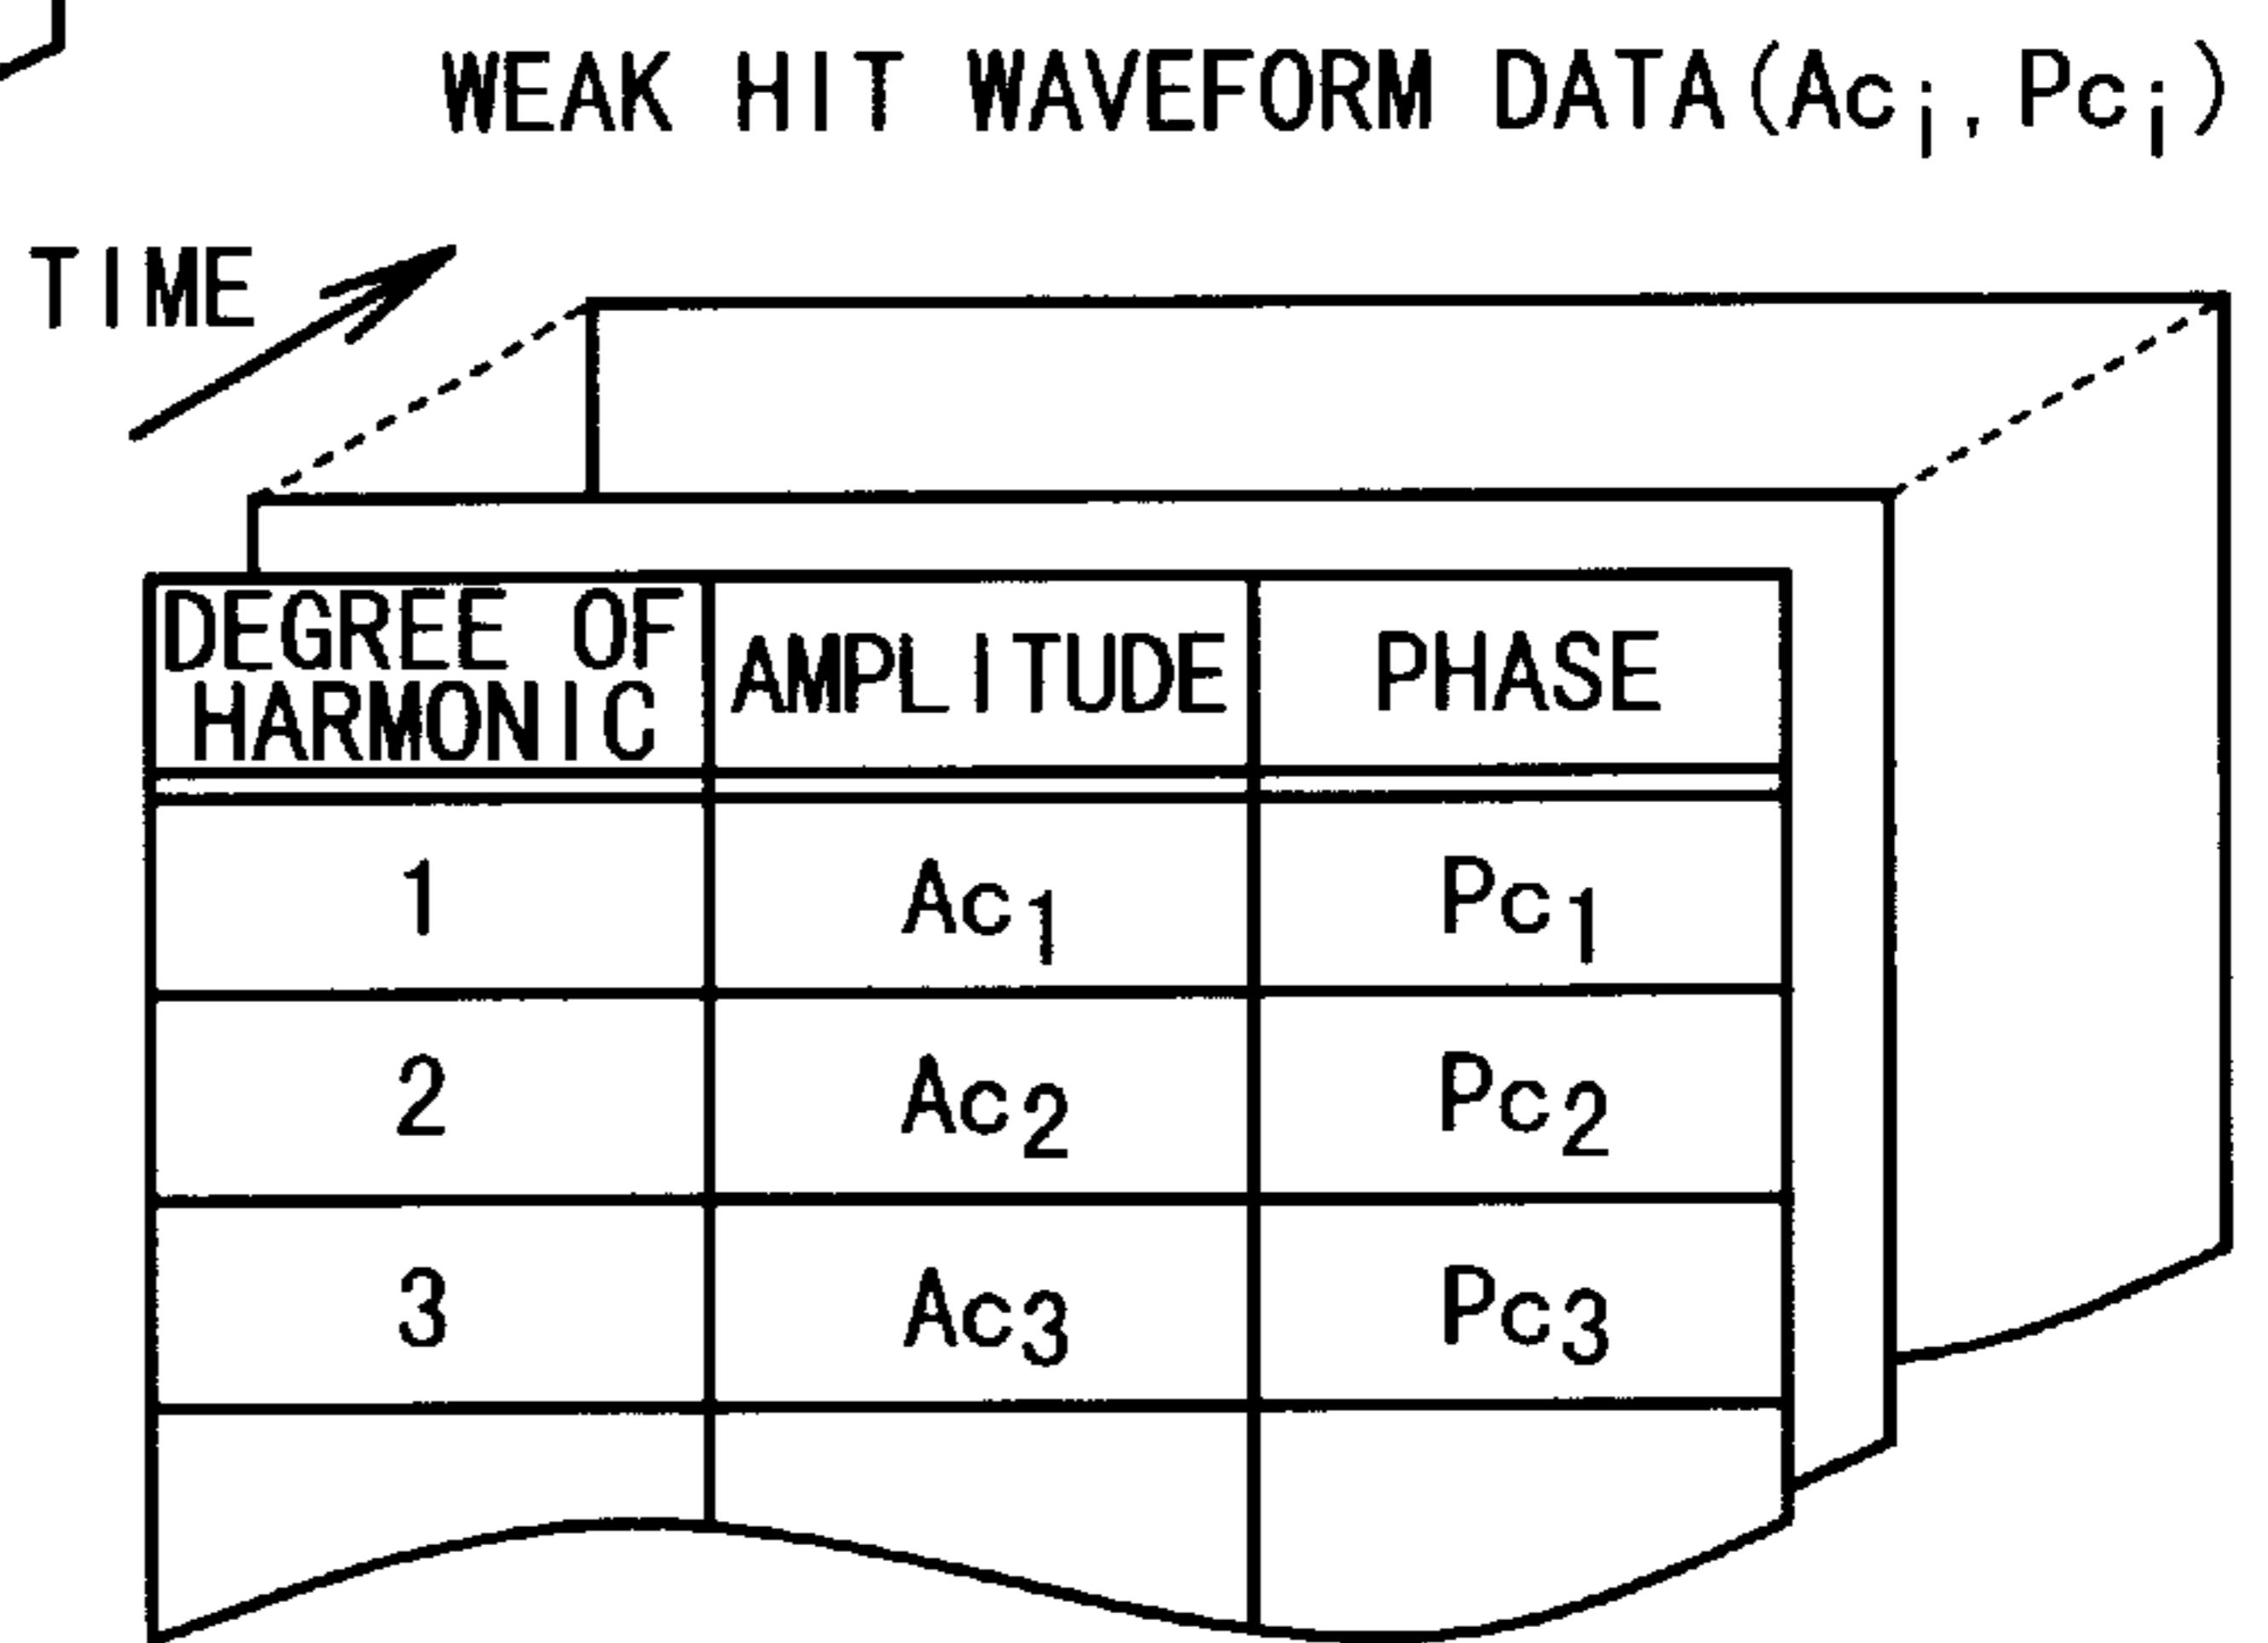 WEAK HIT WAVEFORM DATA(Acᵢ, Pcᵢ)
TIME
DEGREE OF
HARMONIC
AMPLITUDE
PHASE
1 Ac₁ Pc₁
2 Ac₂ Pc₂
3 Ac₃ Pc₃